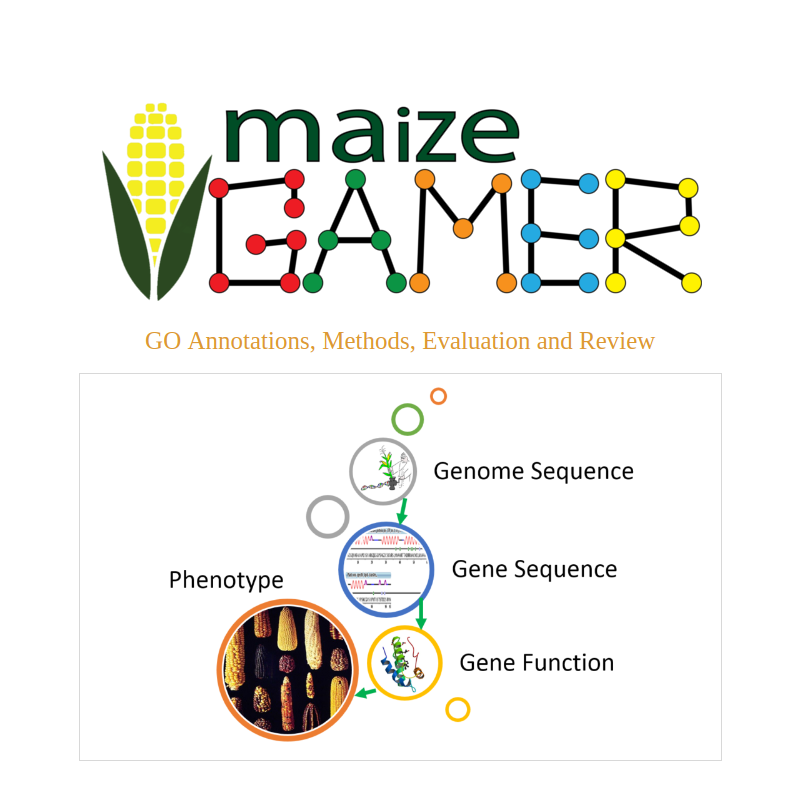 maize
GAMER
GO Annotations, Methods, Evaluation and Review
Genome Sequence
Gene Sequence
Phenotype
Gene Function